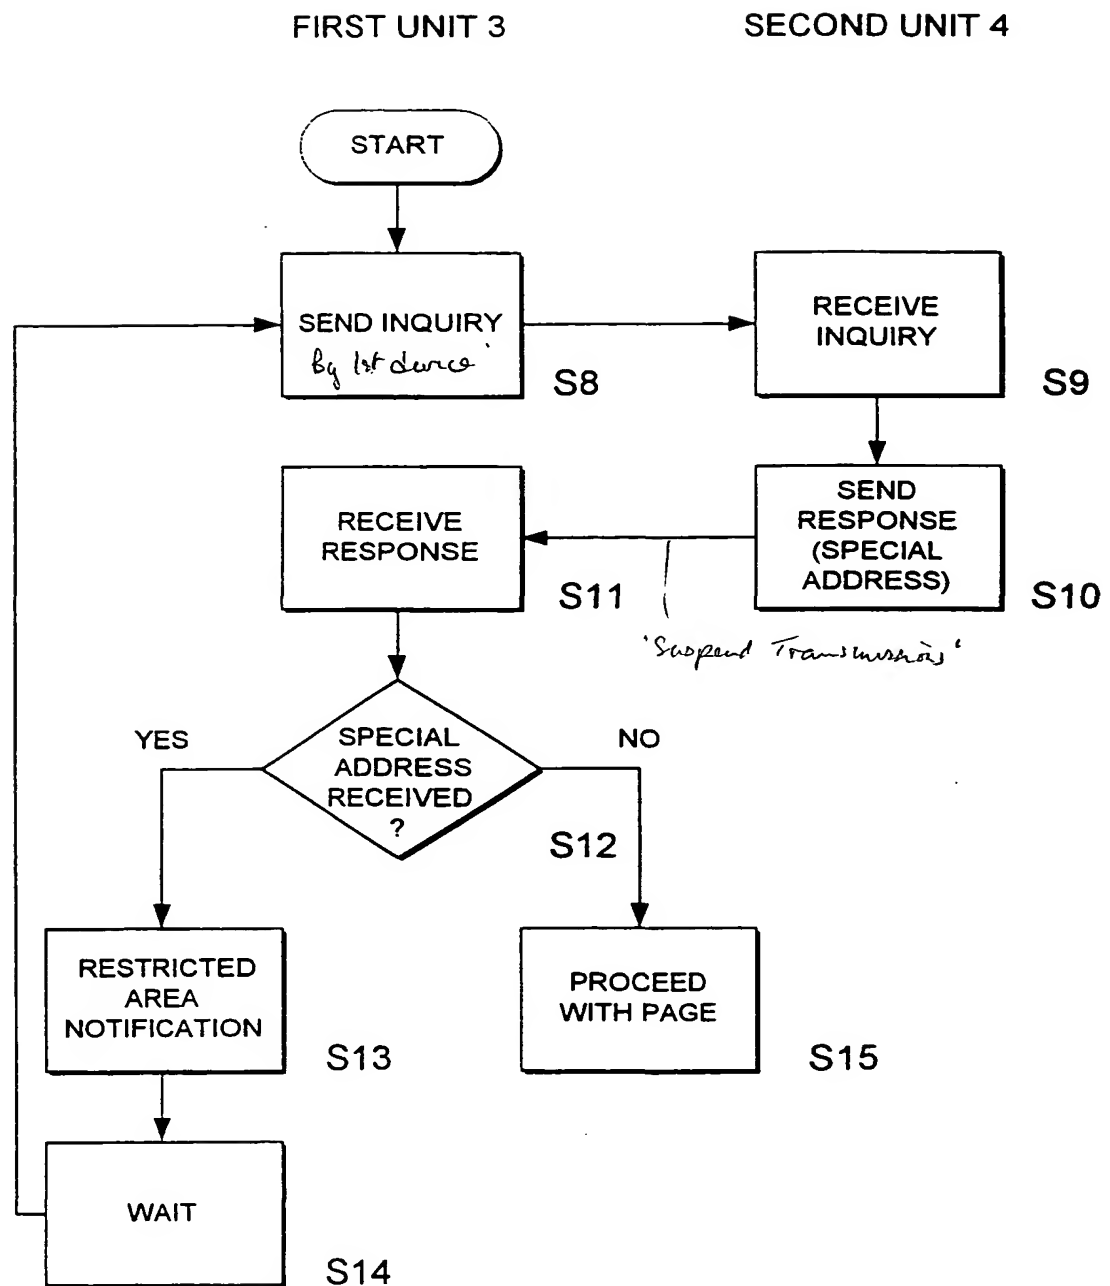 FIRST UNIT 3
SECOND UNIT 4
START
SEND INQUIRY
By 1st device
S8
RECEIVE
INQUIRY
S9
SEND
RESPONSE
(SPECIAL
ADDRESS)
S10
RECEIVE
RESPONSE
S11
'Suspend Transmissions'
SPECIAL
ADDRESS
RECEIVED
?
YES
NO
S12
RESTRICTED
AREA
NOTIFICATION
S13
PROCEED
WITH PAGE
S15
WAIT
S14